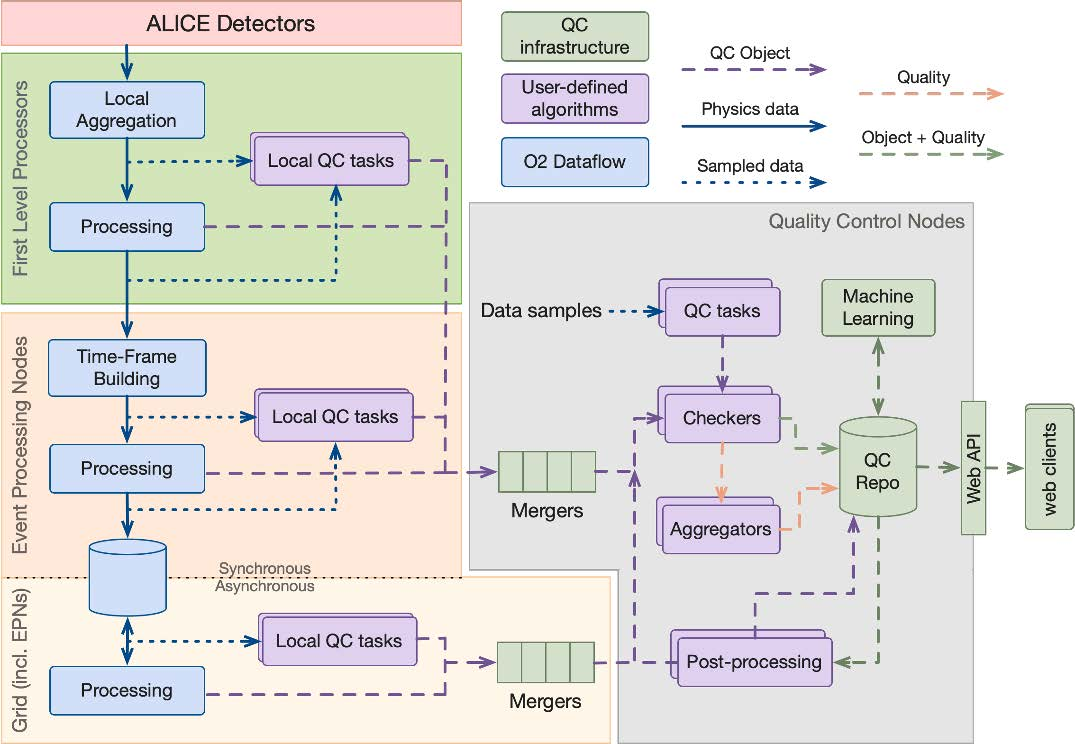 ALICE Detectors
First Level Processors
Local
Aggregation
Local QC tasks
Processing
QC
infrastructure
User-defined
algorithms
O2 Dataflow
QC Object
Physics data
Sampled data
Quality
Object + Quality
Event Processing Nodes
Time-Frame
Building
Local QC tasks
Processing
Synchronous
Asynchronous
Grid (incl. EPNs)
Local QC tasks
Processing
Mergers
Mergers
Quality Control Nodes
Data samples
QC tasks
Machine
Learning
Checkers
QC
Repo
Aggregators
Post-processing
Web API
web clients